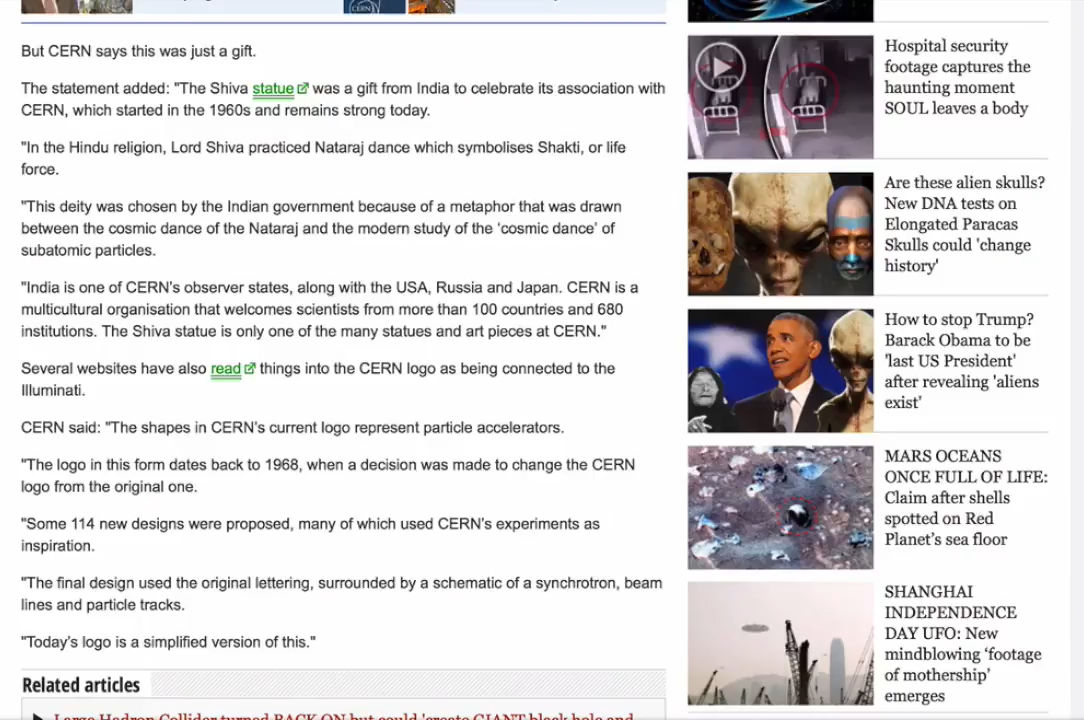 CERN
But CERN says this was just a gift.
The statement added: "The Shiva statue was a gift from India to celebrate its association with
CERN, which started in the 1960s and remains strong today.
"In the Hindu religion, Lord Shiva practiced Nataraj dance which symbolises Shakti, or life
force.
"This deity was chosen by the Indian government because of a metaphor that was drawn
between the cosmic dance of the Nataraj and the modern study of the ‘cosmic dance’ of
subatomic particles.
"India is one of CERN's observer states, along with the USA, Russia and Japan. CERN is a
multicultural organisation that welcomes scientists from more than 100 countries and 680
institutions. The Shiva statue is only one of the many statues and art pieces at CERN."
Several websites have also read things into the CERN logo as being connected to the
Illuminati.
CERN said: "The shapes in CERN's current logo represent particle accelerators.
"The logo in this form dates back to 1968, when a decision was made to change the CERN
logo from the original one.
"Some 114 new designs were proposed, many of which used CERN's experiments as
inspiration.
"The final design used the original lettering, surrounded by a schematic of a synchrotron, beam
lines and particle tracks.
"Today's logo is a simplified version of this."
Related articles
Large Hadron Collider turned BACK ON but could 'create GIANT black hole and
Hospital security
footage captures the
haunting moment
SOUL leaves a body
Are these alien skulls?
New DNA tests on
Elongated Paracas
Skulls could 'change
history'
How to stop Trump?
Barack Obama to be
'last US President'
after revealing 'aliens
exist'
MARS OCEANS
ONCE FULL OF LIFE:
Claim after shells
spotted on Red
Planet's sea floor
SHANGHAI
INDEPENDENCE
DAY UFO: New
mindblowing ‘footage
of mothership’
emerges